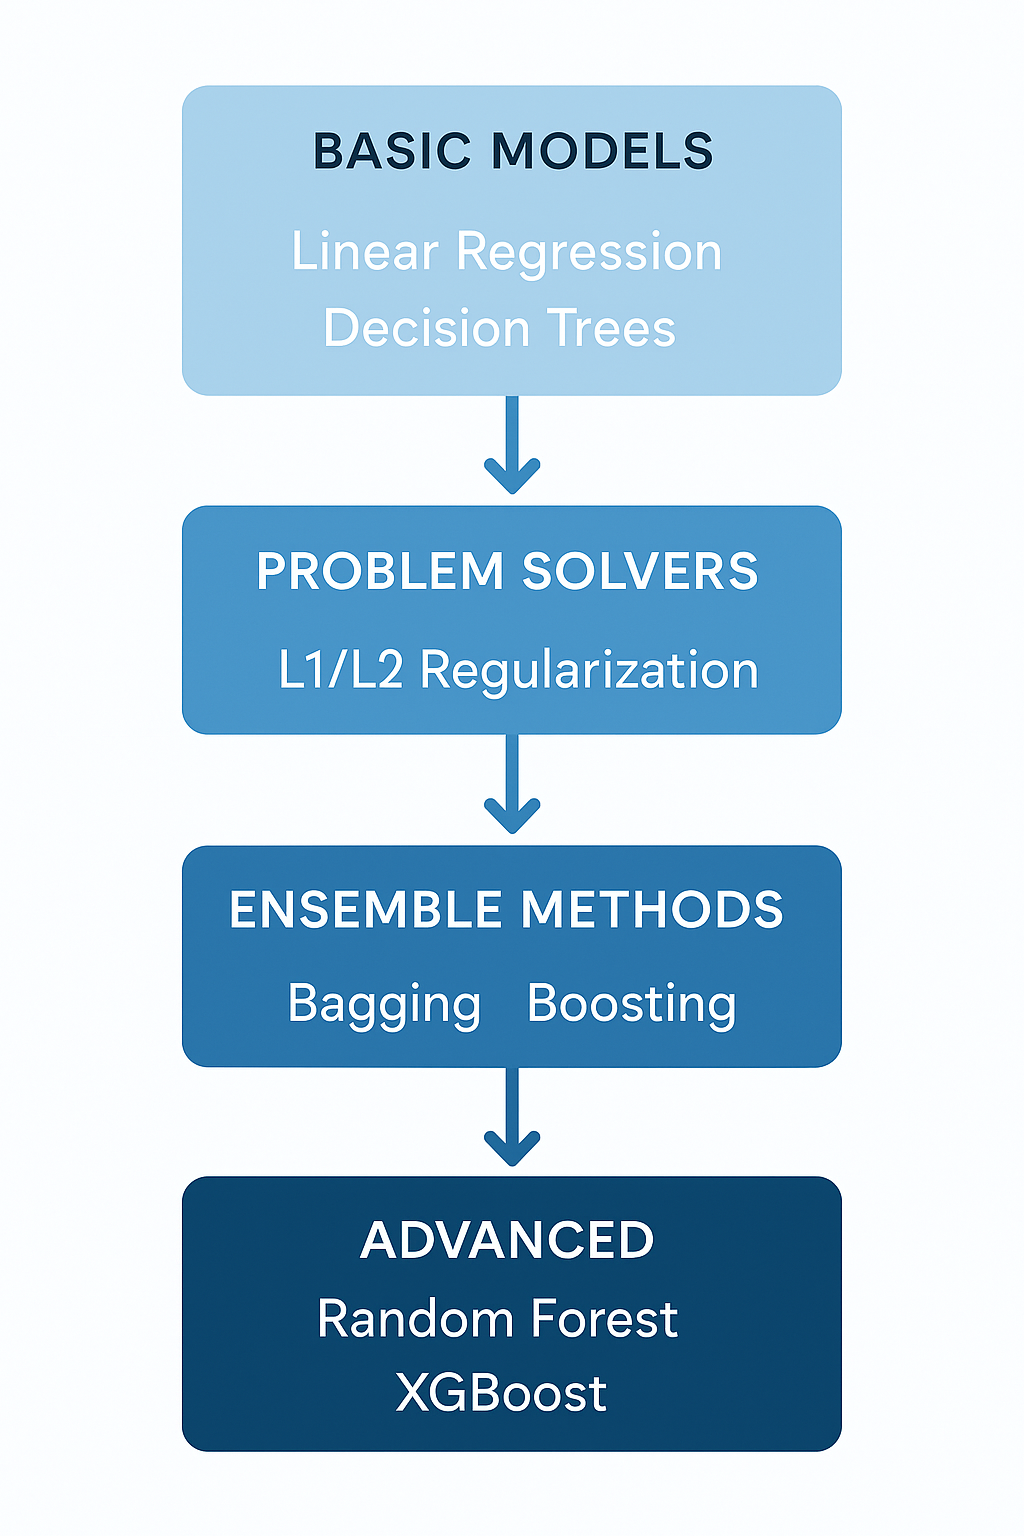 BASIC MODELS
Linear Regression
Decision Trees
PROBLEM SOLVERS
L1/L2 Regularization
ENSEMBLE METHODS
Bagging Boosting
ADVANCED
Random Forest
XGBoost